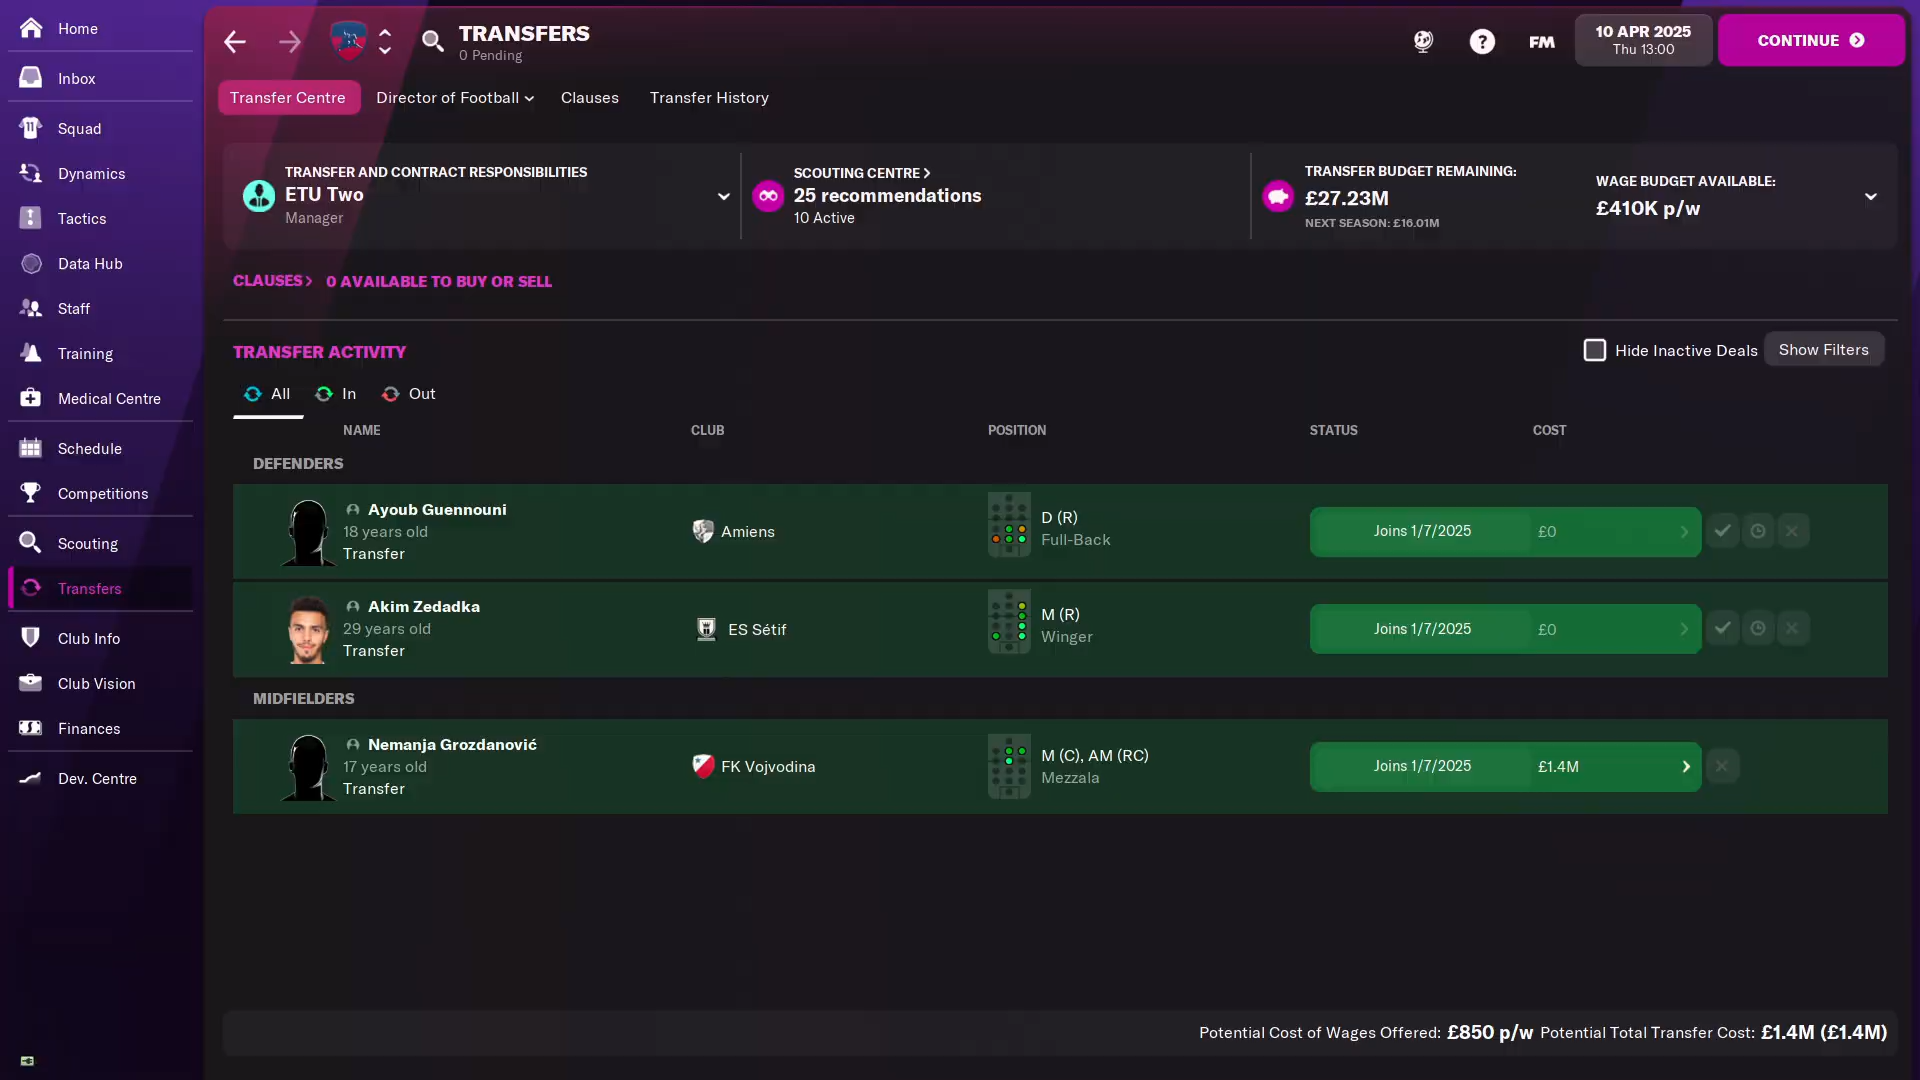 Home
Inbox
Squad
Dynamics
Tactics
Data Hub
Staff
Training
Medical Centre
Schedule
Competitions
Scouting
Transfers
Club Info
Club Vision
Finances
Dev. Centre
TRANSFERS
0 Pending
?
FM
10 APR 2025
Thu 13:00
CONTINUE
Transfer Centre
Director of Football
Clauses
Transfer History
TRANSFER AND CONTRACT RESPONSIBILITIES
ETU Two
Manager
SCOUTING CENTRE >
25 recommendations
10 Active
TRANSFER BUDGET REMAINING:
£27.23M
NEXT SEASON: £16.01M
WAGE BUDGET AVAILABLE:
£410K p/w
CLAUSES > 0 AVAILABLE TO BUY OR SELL
TRANSFER ACTIVITY
Hide Inactive Deals
Show Filters
All In Out
NAME CLUB POSITION STATUS COST
DEFENDERS
Ayoub Guennouni
18 years old
Transfer
Amiens
D (R)
Full-Back
Joins 1/7/2025 £0
Akim Zedadka
29 years old
Transfer
ES Sétif
M (R)
Winger
Joins 1/7/2025 £0
MIDFIELDERS
Nemanja Grozdanović
17 years old
Transfer
FK Vojvodina
M (C), AM (RC)
Mezzala
Joins 1/7/2025 £1.4M
Potential Cost of Wages Offered: £850 p/w Potential Total Transfer Cost: £1.4M (£1.4M)